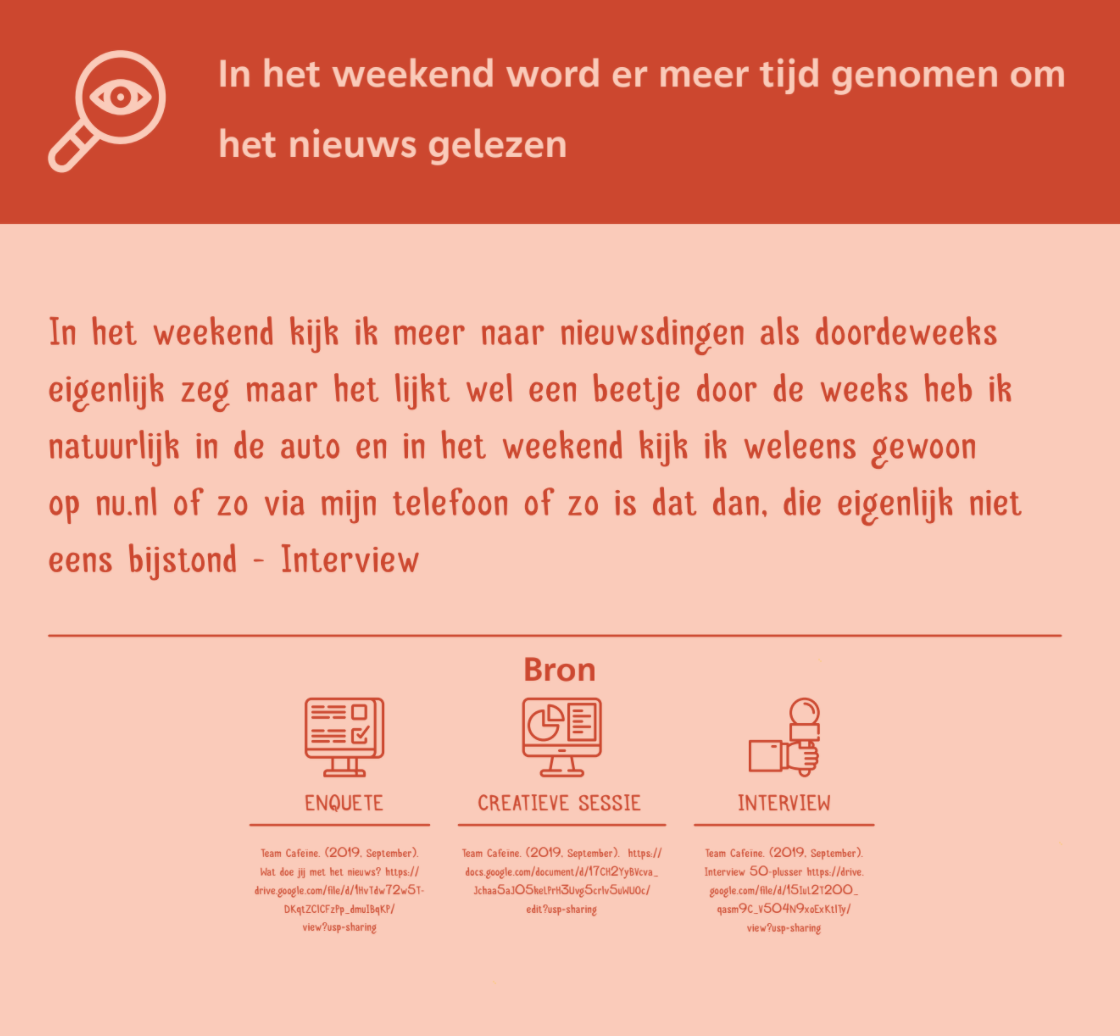 In het weekend word er meer tijd genomen om
het nieuws gelezen
In het weekend kijk ik meer naar nieuwsdingen als doordeweeks
eigenlijk zeg maar het lijkt wel een beetje door de weeks heb ik
natuurlijk in de auto en in het weekend kijk ik weleens gewoon
op nu.nl of zo via mijn telefoon of zo is dat dan, die eigenlijk niet
eens bijstond - Interview
Bron
ENQUETE
Team Cafeine. (2019, September).
Wat doe jij met het nieuws? https://
drive.google.com/file/d/
view?usp=sharing
CREATIEVE SESSIE
Team Cafeine. (2019, September). https://
docs.google.com/document/d/
edit?usp=sharing
INTERVIEW
Team Cafeine. (2019, September).
Interview 50-plusser https://drive.
google.com/file/d/
view?usp=sharing